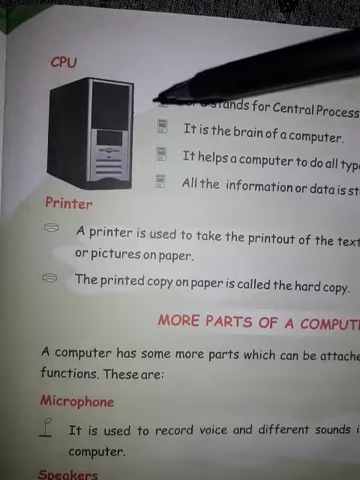 CPU
stands for Central Process
It is the brain of a computer.
It helps a computer to do all typ
All the information or data is st
Printer
A printer is used to take the printout of the tex
or pictures on paper.
The printed copy on paper is called the hard copy.
MORE PARTS OF A COMPUT
A computer has some more parts which can be attache
functions. These are:
Microphone
It is used to record voice and different sounds i
computer.
Speakers